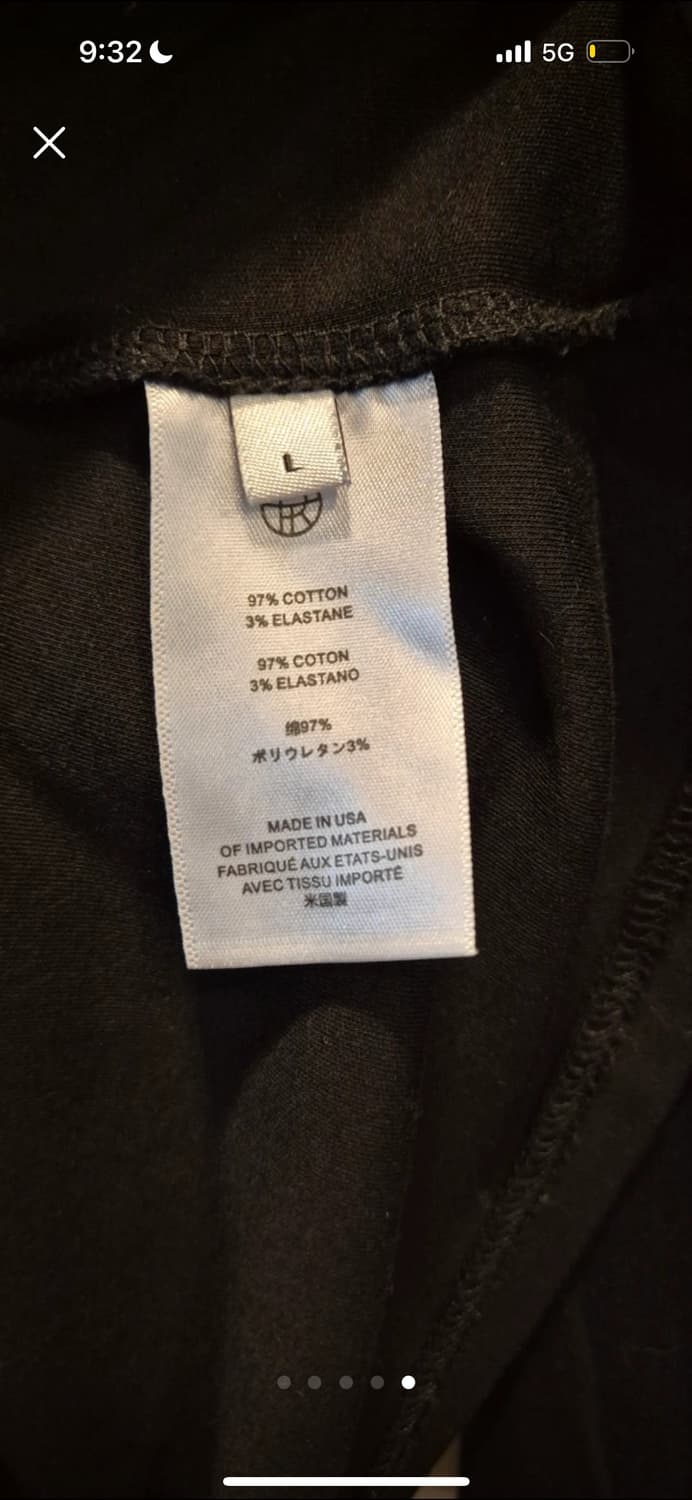 9:32
5G
L
97% COTTON
3% ELASTANE
97% COTON
3% ELASTANO
綿97%
ポリウレタン3%
MADE IN USA
OF IMPORTED MATERIALS
FABRIQUÉ AUX ETATS-UNIS
AVEC TISSU IMPORTÉ
米国製